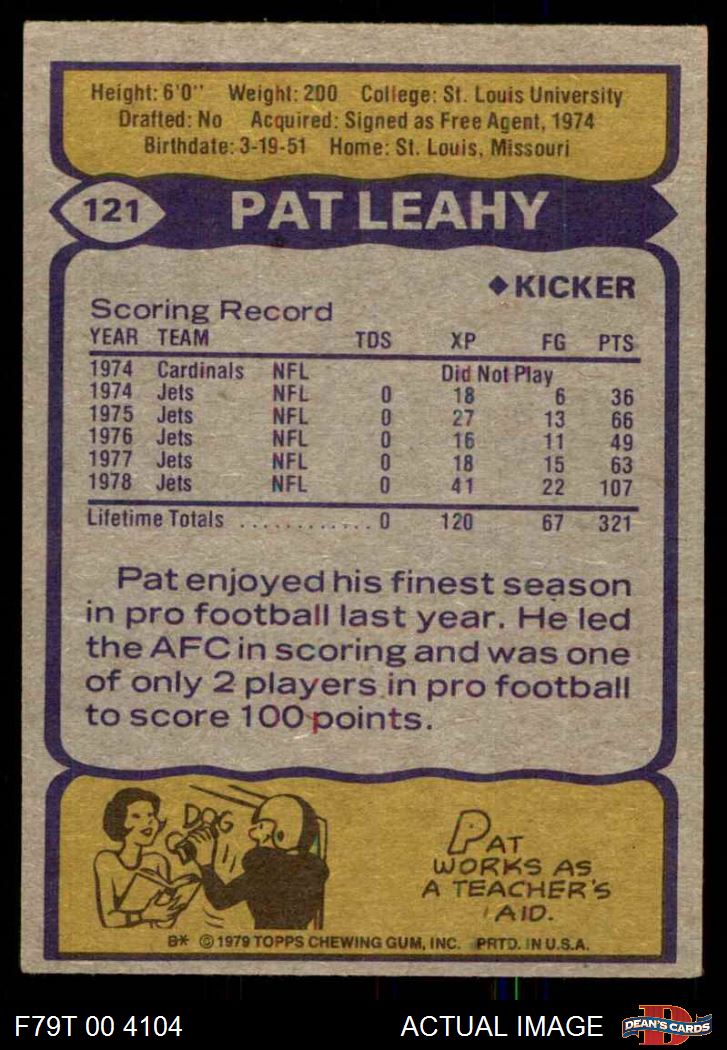 Height: 6'0" Weight: 200 College: St. Louis University
Drafted: No Acquired: Signed as Free Agent, 1974
Birthdate: 3-19-51 Home: St. Louis, Missouri
121 PAT LEAHY
◆KICKER
Scoring Record
YEAR TEAM TDS XP FG PTS
1974 Cardinals NFL Did Not Play
1974 Jets NFL 0 18 6 36
1975 Jets NFL 0 27 13 66
1976 Jets NFL 0 16 11 49
1977 Jets NFL 0 18 15 63
1978 Jets NFL 0 41 22 107
Lifetime Totals ............ 0 120 67 321
Pat enjoyed his finest season
in pro football last year. He led
the AFC in scoring and was one
of only 2 players in pro football
to score 100 points.
DOG
PAT
WORKS AS
A TEACHER'S
AID.
B* © 1979 TOPPS CHEWING GUM, INC. PRTD. IN U.S.A.
F79T 00 4104 ACTUAL IMAGE D DEAN'S CARDS